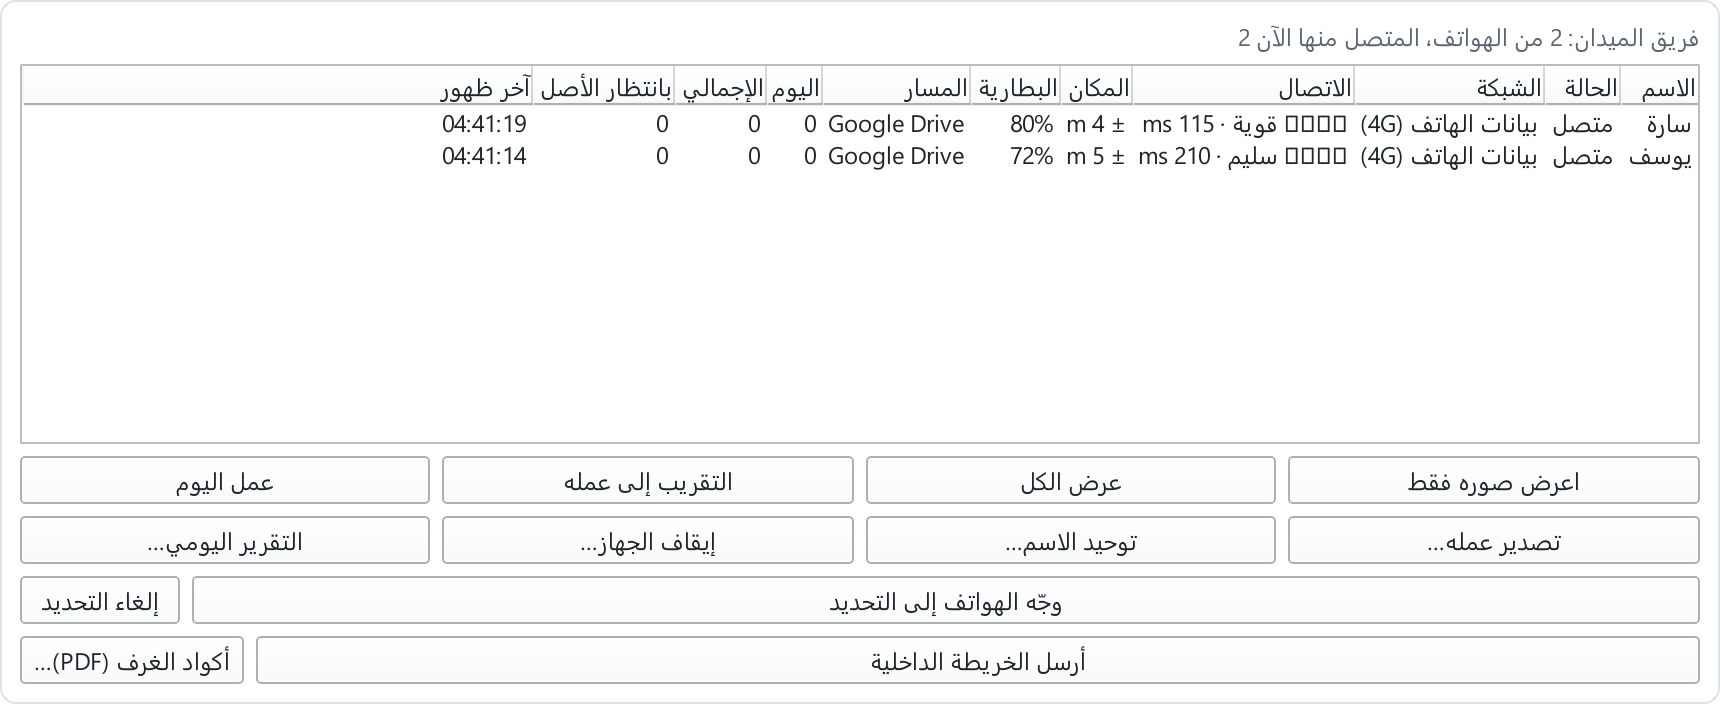 فريق الميدان: 2 من الهواتف، المتصل منها الآن 2
الاسم الحالة الشبكة الاتصال المكان البطارية المسار اليوم الإجمالي بانتظار الأصل آخر ظهور
سارة متصل بيانات الهاتف (4G) ▯▯▯▯ قوية · 115 ms ± 4 m 80% Google Drive 0 0 0 04:41:19
يوسف متصل بيانات الهاتف (4G) ▯▯▯▯ سليم · 210 ms ± 5 m 72% Google Drive 0 0 0 04:41:14
اعرض صوره فقط عرض الكل التقريب إلى عمله عمل اليوم
تصدير عمله... توحيد الاسم... إيقاف الجهاز... التقرير اليومي...
وجّه الهواتف إلى التحديد إلغاء التحديد
أرسل الخريطة الداخلية أكواد الغرف (PDF)...